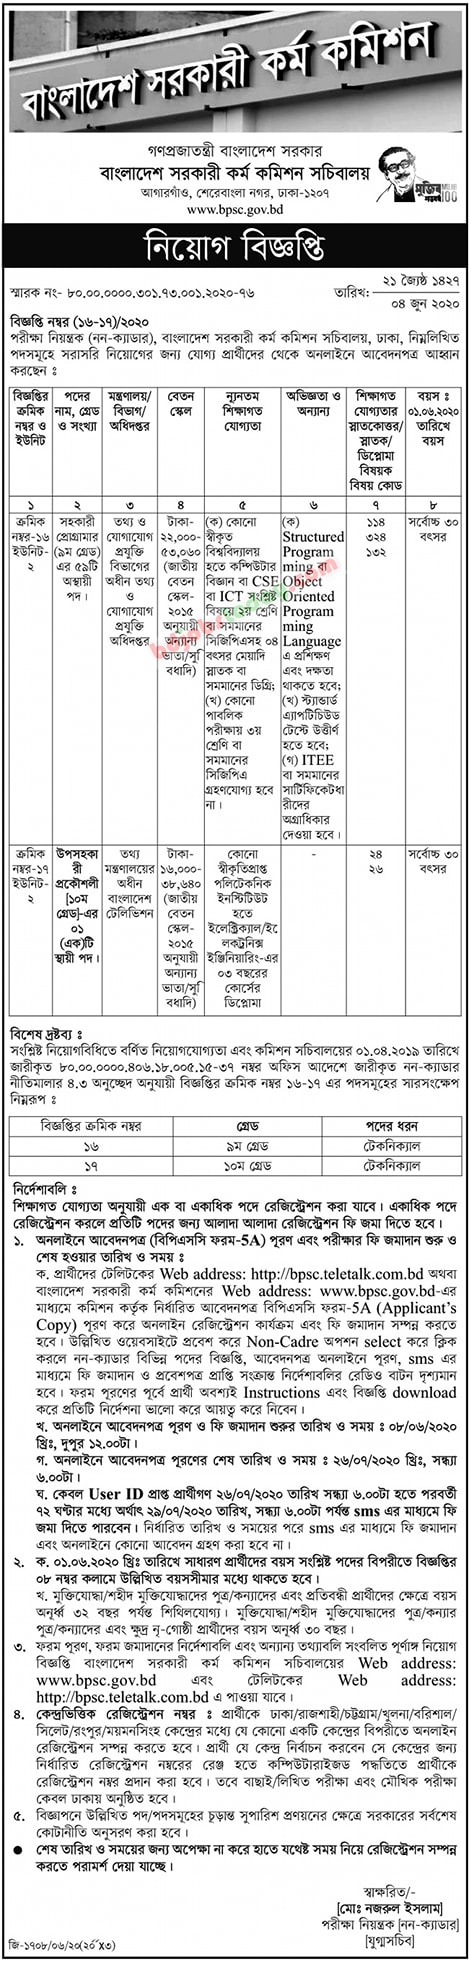 বাংলাদেশ সরকারী কর্ম কমিশন
গণপ্রজাতন্ত্রী বাংলাদেশ সরকার
বাংলাদেশ সরকারী কর্ম কমিশন সচিবালয়
আগারগাঁও, শেরেবাংলা নগর, ঢাকা-১২০৭
www.bpsc.gov.bd
মুজিব
100
নিয়োগ বিজ্ঞপ্তি
স্মারক নং- ৮০.০০.০০০০.৩০১.৭৩.০০১.২০২০-৭৬
তারিখ:
২১ জ্যৈষ্ঠ ১৪২৭
০৪ জুন ২০২০
বিজ্ঞপ্তি নম্বর (১৬-১৭)/২০২০
পরীক্ষা নিয়ন্ত্রক (নন-ক্যাডার), বাংলাদেশ সরকারী কর্ম কমিশন সচিবালয়, ঢাকা, নিম্নলিখিত
পদসমূহে সরাসরি নিয়োগের জন্য যোগ্য প্রার্থীদের থেকে অনলাইনে আবেদনপত্র আহ্বান
করছেন :
বিজ্ঞপ্তির
ক্রমিক
নম্বর ও
ইউনিট
পদের
নাম, গ্রেড
ও সংখ্যা
মন্ত্রণালয়/
বিভাগ/
অধিদপ্তর
বেতন
স্কেল
ন্যূনতম
শিক্ষাগত
যোগ্যতা
অভিজ্ঞতা ও
অন্যান্য
শিক্ষাগত
যোগ্যতার
স্নাতকোত্তর/
স্নাতক/
ডিপ্লোমা
বিষয়ক
বিষয় কোড
বয়স :
০১.০৬.২০২০
তারিখে
বয়স
১ ২ ৩ ৪ ৫ ৬ ৭ ৮
ক্রমিক
নম্বর-১৬
ইউনিট-
২
সহকারী
প্রোগ্রামার
(৯ম গ্রেড)
এর ৫৯টি
অস্থায়ী
পদ।
তথ্য ও
যোগাযোগ
প্রযুক্তি
বিভাগের
অধীন তথ্য
ও
যোগাযোগ
প্রযুক্তি
অধিদপ্তর
টাকা-
২২,০০০-
৫৩,০৬০
(জাতীয়
বেতন
স্কেল-
২০১৫
অনুযায়ী
অন্যান্য
ভাতা/সু
বিধাদি)
(ক) কোনো
স্বীকৃত
বিশ্ববিদ্যালয়
হতে কম্পিউটার
বিজ্ঞান বা CSE
বা ICT সংশ্লিষ্ট
বিষয়ে ২য় শ্রেণি
বা সমমানের
সিজিপিএসহ ০৪
বৎসর মেয়াদি
স্নাতক বা
সমমানের ডিগ্রি;
(খ) কোনো
পাবলিক
পরীক্ষায় ৩য়
শ্রেণি বা
সমমানের
সিজিপিএ
গ্রহণযোগ্য হবে
না।
(ক)
Structured
Program
ming বা
Object
Oriented
Program
ming
Language
এ প্রশিক্ষণ
এবং দক্ষতা
থাকতে হবে;
(খ) স্ট্যান্ডার্ড
এ্যাপটিচিউড
টেস্টে উত্তীর্ণ
হতে হবে;
(গ) ITEE
বা সমমানের
সার্টিফিকেটধা
রীদের
অগ্রাধিকার
দেওয়া হবে।
১১৪
৩২৪
১৩২
সর্বোচ্চ ৩০
বৎসর
ক্রমিক
নম্বর-১৭
ইউনিট-
২
উপসহকা
রী
প্রকৌশলী
[১০ম
গ্রেড]-এর
০১
(এক)টি
স্থায়ী পদ।
তথ্য
মন্ত্রণালয়ের
অধীন
বাংলাদেশ
টেলিভিশন
টাকা-
১৬,০০০-
৩৮,৬৪০
(জাতীয়
বেতন
স্কেল-
২০১৫
অনুযায়ী
অন্যান্য
ভাতা/সু
বিধাদি)
কোনো
স্বীকৃতিপ্রাপ্ত
পলিটেকনিক
ইনস্টিটিউট
হতে
ইলেক্ট্রিক্যাল/ই
লেকট্রনিক্স
ইঞ্জিনিয়ারিং-এর
০৩ বছরের
কোর্সের
ডিপ্লোমা
-
২৪
২৬
সর্বোচ্চ ৩০
বৎসর
বিশেষ দ্রষ্টব্য :
সংশ্লিষ্ট নিয়োগবিধিতে বর্ণিত নিয়োগযোগ্যতা এবং কমিশন সচিবালয়ের ০১.০৪.২০১৯ তারিখে
জারীকৃত ৮০.০০.০০০০.৪০৬.১৮.০০৫.১৫-৩৭ নম্বর অফিস আদেশে জারীকৃত নন-ক্যাডার
নীতিমালার ৪.৩ অনুচ্ছেদ অনুযায়ী বিজ্ঞপ্তির ক্রমিক নম্বর ১৬-১৭ এর পদসমূহের সারসংক্ষেপ
নিম্নরূপ :
বিজ্ঞপ্তির ক্রমিক নম্বর গ্রেড পদের ধরন
১৬ ৯ম গ্রেড টেকনিক্যাল
১৭ ১০ম গ্রেড টেকনিক্যাল
নির্দেশাবলি :
শিক্ষাগত যোগ্যতা অনুযায়ী এক বা একাধিক পদে রেজিস্ট্রেশন করা যাবে। একাধিক পদে
রেজিস্ট্রেশন করলে প্রতিটি পদের জন্য আলাদা আলাদা রেজিস্ট্রেশন ফি জমা দিতে হবে।
১. অনলাইনে আবেদনপত্র (বিপিএসসি ফরম-5A) পূরণ এবং পরীক্ষার ফি জমাদান শুরু ও
শেষ হওয়ার তারিখ ও সময় :
ক. প্রার্থীদের টেলিটকের Web address: http://bpsc.teletalk.com.bd অথবা
বাংলাদেশ সরকারী কর্ম কমিশনের Web address: www.bpsc.gov.bd-এর
মাধ্যমে কমিশন কর্তৃক নির্ধারিত আবেদনপত্র বিপিএসসি ফরম-5A (Applicant's
Copy) পূরণ করে অনলাইন রেজিস্ট্রেশন কার্যক্রম এবং ফি জমাদান সম্পন্ন করতে
হবে। উল্লিখিত ওয়েবসাইটে প্রবেশ করে Non-Cadre অপশন select করে ক্লিক
করলে নন-ক্যাডার বিভিন্ন পদের বিজ্ঞপ্তি, আবেদনপত্র অনলাইনে পূরণ, sms এর
মাধ্যমে ফি জমাদান ও প্রবেশপত্র প্রাপ্তি সংক্রান্ত নির্দেশাবলির রেডিও বাটন দৃশ্যমান
হবে। ফরম পূরণের পূর্বে প্রার্থী অবশ্যই Instructions এবং বিজ্ঞপ্তি download
করে প্রতিটি নির্দেশনা ভালো করে আয়ত্ব করে নিবেন।
খ. অনলাইনে আবেদনপত্র পূরণ ও ফি জমাদান শুরুর তারিখ ও সময় : ০৮/০৬/২০২০
খ্রিঃ, দুপুর ১২.০০টা।
গ. অনলাইনে আবেদনপত্র পূরণের শেষ তারিখ ও সময় : ২৬/০৭/২০২০ খ্রিঃ, সন্ধ্যা
৬.০০টা।
ঘ. কেবল User ID প্রাপ্ত প্রার্থীগণ ২৬/০৭/২০২০ তারিখ সন্ধ্যা ৬.০০টা হতে পরবর্তী
৭২ ঘণ্টার মধ্যে অর্থাৎ ২৯/০৭/২০২০ তারিখ, সন্ধ্যা ৬.০০টা পর্যন্ত sms এর মাধ্যমে ফি
জমা দিতে পারবেন। নির্ধারিত তারিখ ও সময়ের পরে sms এর মাধ্যমে ফি জমাদান
এবং অনলাইনে কোনো আবেদন গ্রহণ করা হবে না।
২. ক. ০১.০৬.২০২০ খ্রিঃ তারিখে সাধারণ প্রার্থীদের বয়স সংশ্লিষ্ট পদের বিপরীতে বিজ্ঞপ্তির
০৮ নম্বর কলামে উল্লিখিত বয়সসীমার মধ্যে থাকতে হবে।
খ. মুক্তিযোদ্ধা/শহীদ মুক্তিযোদ্ধাদের পুত্র/কন্যাদের এবং প্রতিবন্ধী প্রার্থীদের ক্ষেত্রে বয়স
অনূর্ধ্ব ৩২ বছর পর্যন্ত শিথিলযোগ্য। মুক্তিযোদ্ধা/শহীদ মুক্তিযোদ্ধাদের পুত্র/কন্যার
পুত্র/কন্যাদের এবং ক্ষুদ্র নৃ-গোষ্ঠী প্রার্থীদের বয়স অনূর্ধ্ব ৩০ বছর।
৩. ফরম পূরণ, ফরম জমাদানের নির্দেশাবলি এবং অন্যান্য তথ্যাবলি সংবলিত পূর্ণাঙ্গ নিয়োগ
বিজ্ঞপ্তি বাংলাদেশ সরকারী কর্ম কমিশন সচিবালয়ের Web address:
www.bpsc.gov.bd এবং টেলিটকের Web address:
http://bpsc.teletalk.com.bd এ পাওয়া যাবে।
৪. কেন্দ্রভিত্তিক রেজিস্ট্রেশন নম্বর : প্রার্থীকে ঢাকা/রাজশাহী/চট্টগ্রাম/খুলনা/বরিশাল/
সিলেট/রংপুর/ময়মনসিংহ কেন্দ্রের মধ্যে যে কোনো একটি কেন্দ্রের বিপরীতে অনলাইন
রেজিস্ট্রেশন সম্পন্ন করতে হবে। প্রার্থী যে কেন্দ্র নির্বাচন করবেন সে কেন্দ্রের জন্য
নির্ধারিত রেজিস্ট্রেশন নম্বরের রেঞ্জ হতে কম্পিউটারাইজড পদ্ধতিতে প্রার্থীকে
রেজিস্ট্রেশন নম্বর প্রদান করা হবে। তবে বাছাই/লিখিত পরীক্ষা এবং মৌখিক পরীক্ষা
কেবল ঢাকায় অনুষ্ঠিত হবে।
৫. বিজ্ঞাপনে উল্লিখিত পদ/পদসমূহের চূড়ান্ত সুপারিশ প্রণয়নের ক্ষেত্রে সরকারের সর্বশেষ
কোটানীতি অনুসরণ করা হবে।
● শেষ তারিখ ও সময়ের জন্য অপেক্ষা না করে হাতে যথেষ্ট সময় নিয়ে রেজিস্ট্রেশন সম্পন্ন
করতে পরামর্শ দেয়া যাচ্ছে।
স্বাক্ষরিত/-
[মোঃ নজরুল ইসলাম]
পরীক্ষা নিয়ন্ত্রক [নন-ক্যাডার]
(যুগ্মসচিব)
জি-১৭০৮/০৬/২০(২০˝×৩)